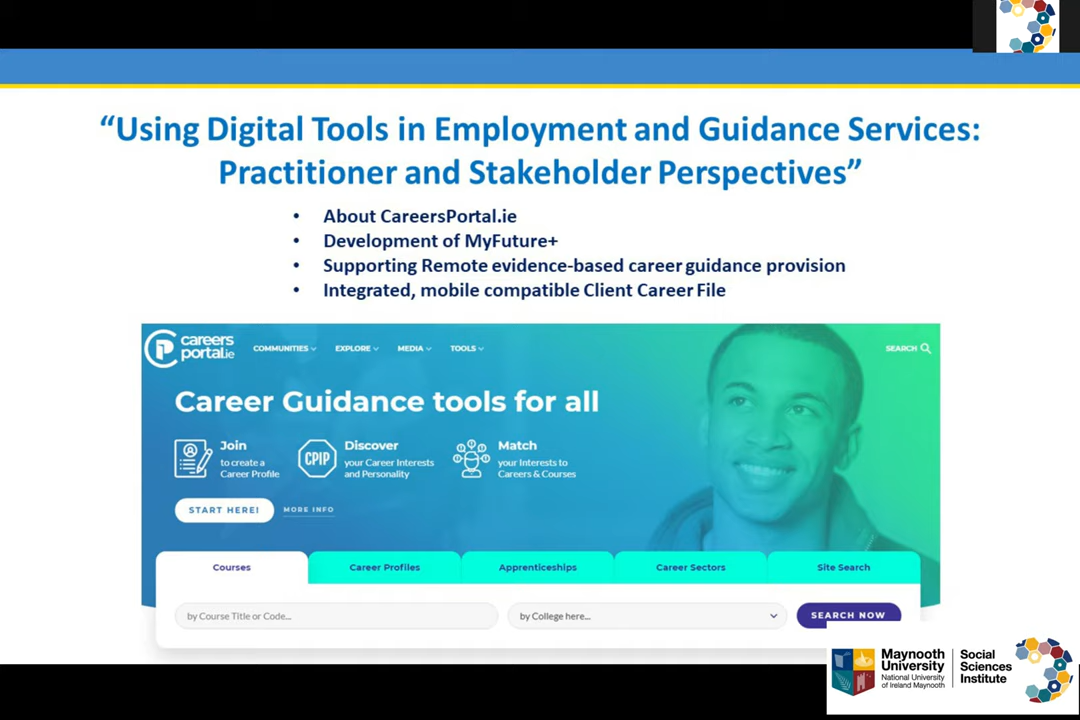 “Using Digital Tools in Employment and Guidance Services:
Practitioner and Stakeholder Perspectives”
• About CareersPortal.ie
• Development of MyFuture+
• Supporting Remote evidence-based career guidance provision
• Integrated, mobile compatible Client Career File
careers
portal.ie
COMMUNITIES
EXPLORE
MEDIA
TOOLS
SEARCH
Career Guidance tools for all
Join
to create a
Career Profile
CPIP
Discover
your Career Interests
and Personality
Match
your Interests to
Careers & Courses
START HERE!
MORE INFO
Courses
Career Profiles
Apprenticeships
Career Sectors
Site Search
by Course Title or Code...
by College here...
SEARCH NOW
Maynooth
University
National University
of Ireland Maynooth
Social
Sciences
Institute